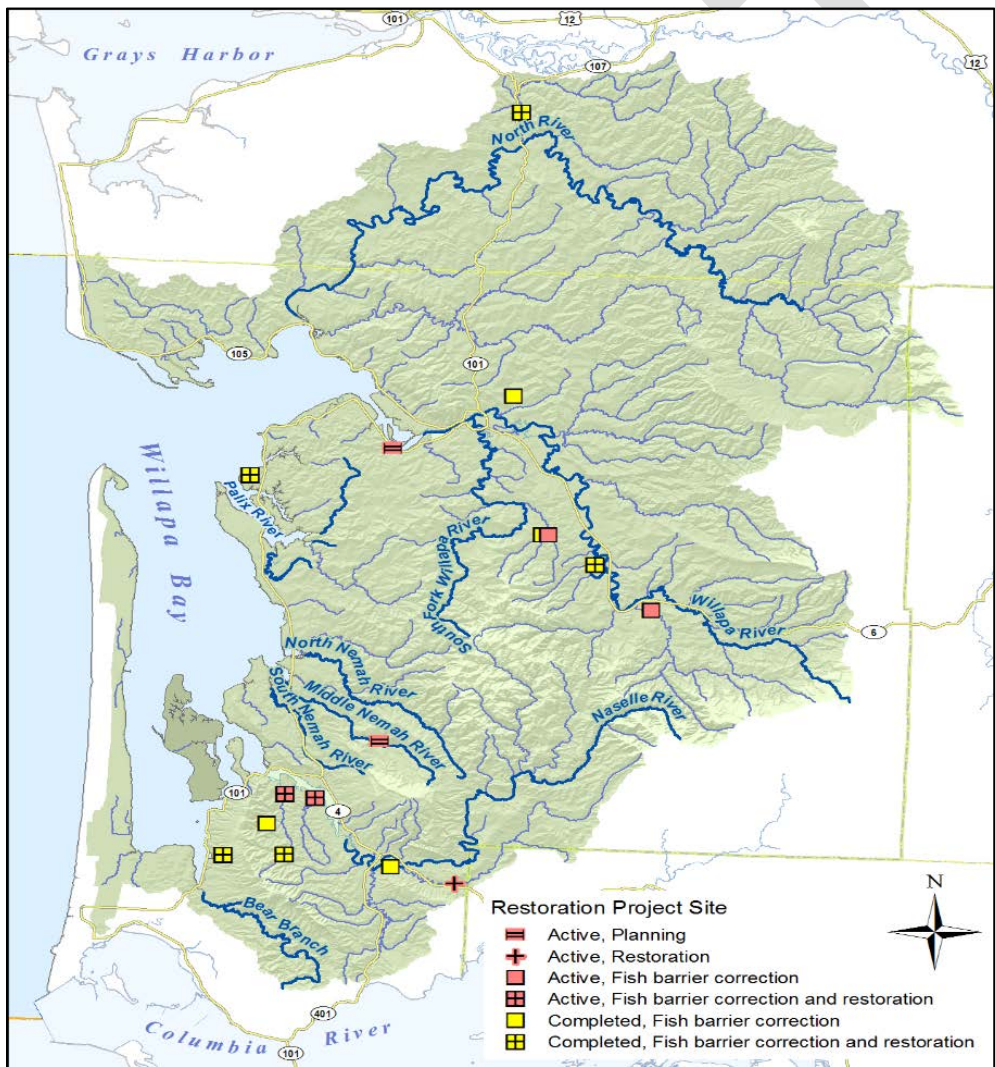 101
12
Grays Harbor
107
12
North River
105
101
Willapa Bay
Palix River
South Fork Willapa River
Willapa River
6
North Nemah River
Middle Nemah River
South Nemah River
Naselle River
101
4
Bear Branch
N
Restoration Project Site
Active, Planning
Active, Restoration
Active, Fish barrier correction
Active, Fish barrier correction and restoration
Completed, Fish barrier correction
Completed, Fish barrier correction and restoration
401
Columbia River
101